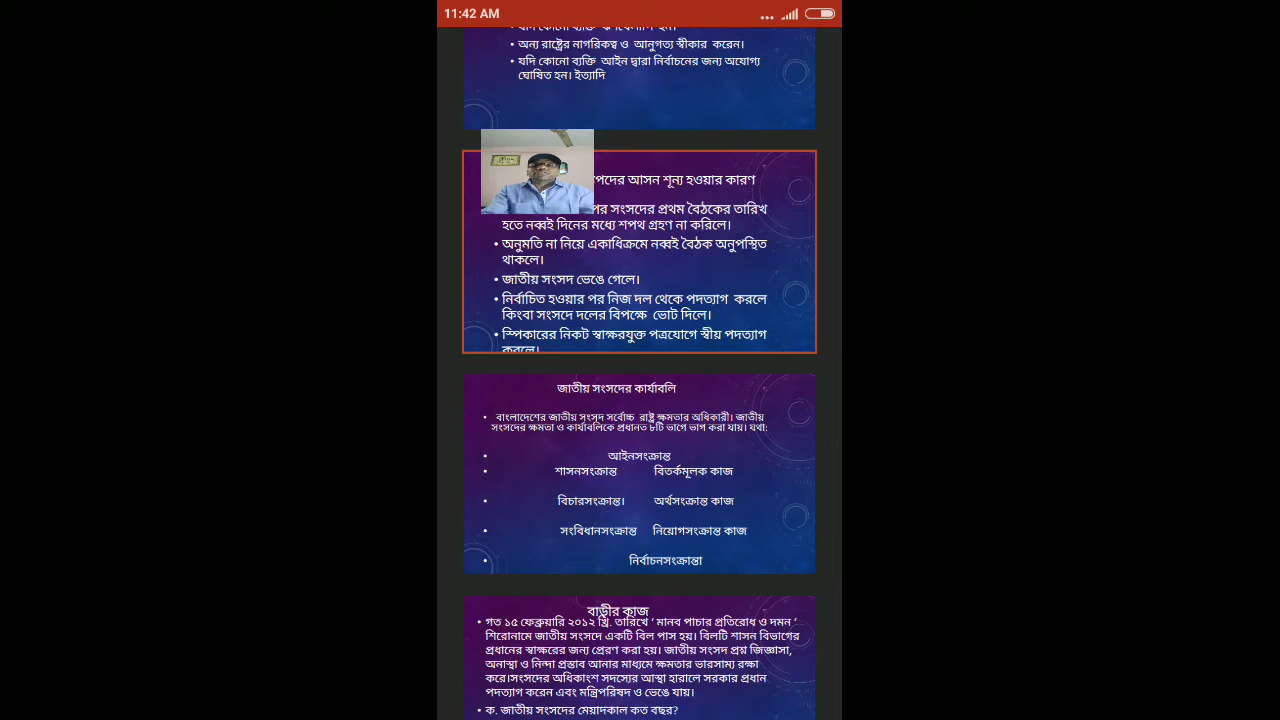 11:42 AM
যদি কোনো ব্যক্তি ঋণখেলাপি হন।
• অন্য রাষ্ট্রের নাগরিকত্ব ও আনুগত্য স্বীকার করেন।
• যদি কোনো ব্যক্তি আইন দ্বারা নির্বাচনের জন্য অযোগ্য
ঘোষিত হন। ইত্যাদি
পদের আসন শূন্য হওয়ার কারণ
পর সংসদের প্রথম বৈঠকের তারিখ
হতে নব্বই দিনের মধ্যে শপথ গ্রহণ না করিলে।
• অনুমতি না নিয়ে একাধিক্রমে নব্বই বৈঠক অনুপস্থিত
থাকলে।
• জাতীয় সংসদ ভেঙে গেলে।
• নির্বাচিত হওয়ার পর নিজ দল থেকে পদত্যাগ করলে
কিংবা সংসদে দলের বিপক্ষে ভোট দিলে।
• স্পিকারের নিকট স্বাক্ষরযুক্ত পত্রযোগে স্বীয় পদত্যাগ
করলে।
জাতীয় সংসদের কার্যাবলি
• বাংলাদেশের জাতীয় সংসদ সর্বোচ্চ রাষ্ট্র ক্ষমতার অধিকারী। জাতীয়
সংসদের ক্ষমতা ও কার্যাবলিকে প্রধানত ৮টি ভাগে ভাগ করা যায়। যথা:
• আইনসংক্রান্ত
• শাসনসংক্রান্ত বিতর্কমূলক কাজ
• বিচারসংক্রান্ত। অর্থসংক্রান্ত কাজ
• সংবিধানসংক্রান্ত নিয়োগসংক্রান্ত কাজ
• নির্বাচনসংক্রান্তা
বাড়ীর কাজ
• গত ১৫ ফেব্রুয়ারি ২০১২ খ্রি. তারিখে ‘ মানব পাচার প্রতিরোধ ও দমন ‘
শিরোনামে জাতীয় সংসদে একটি বিল পাস হয়। বিলটি শাসন বিভাগের
প্রধানের স্বাক্ষরের জন্য প্রেরণ করা হয়। জাতীয় সংসদ প্রশ্ন জিজ্ঞাসা,
অনাস্থা ও নিন্দা প্রস্তাব আনার মাধ্যমে ক্ষমতার ভারসাম্য রক্ষা
করে।সংসদের অধিকাংশ সদস্যের আস্থা হারালে সরকার প্রধান
পদত্যাগ করেন এবং মন্ত্রিপরিষদ ও ভেঙে যায়।
• ক. জাতীয় সংসদের মেয়াদকাল কত বছর?